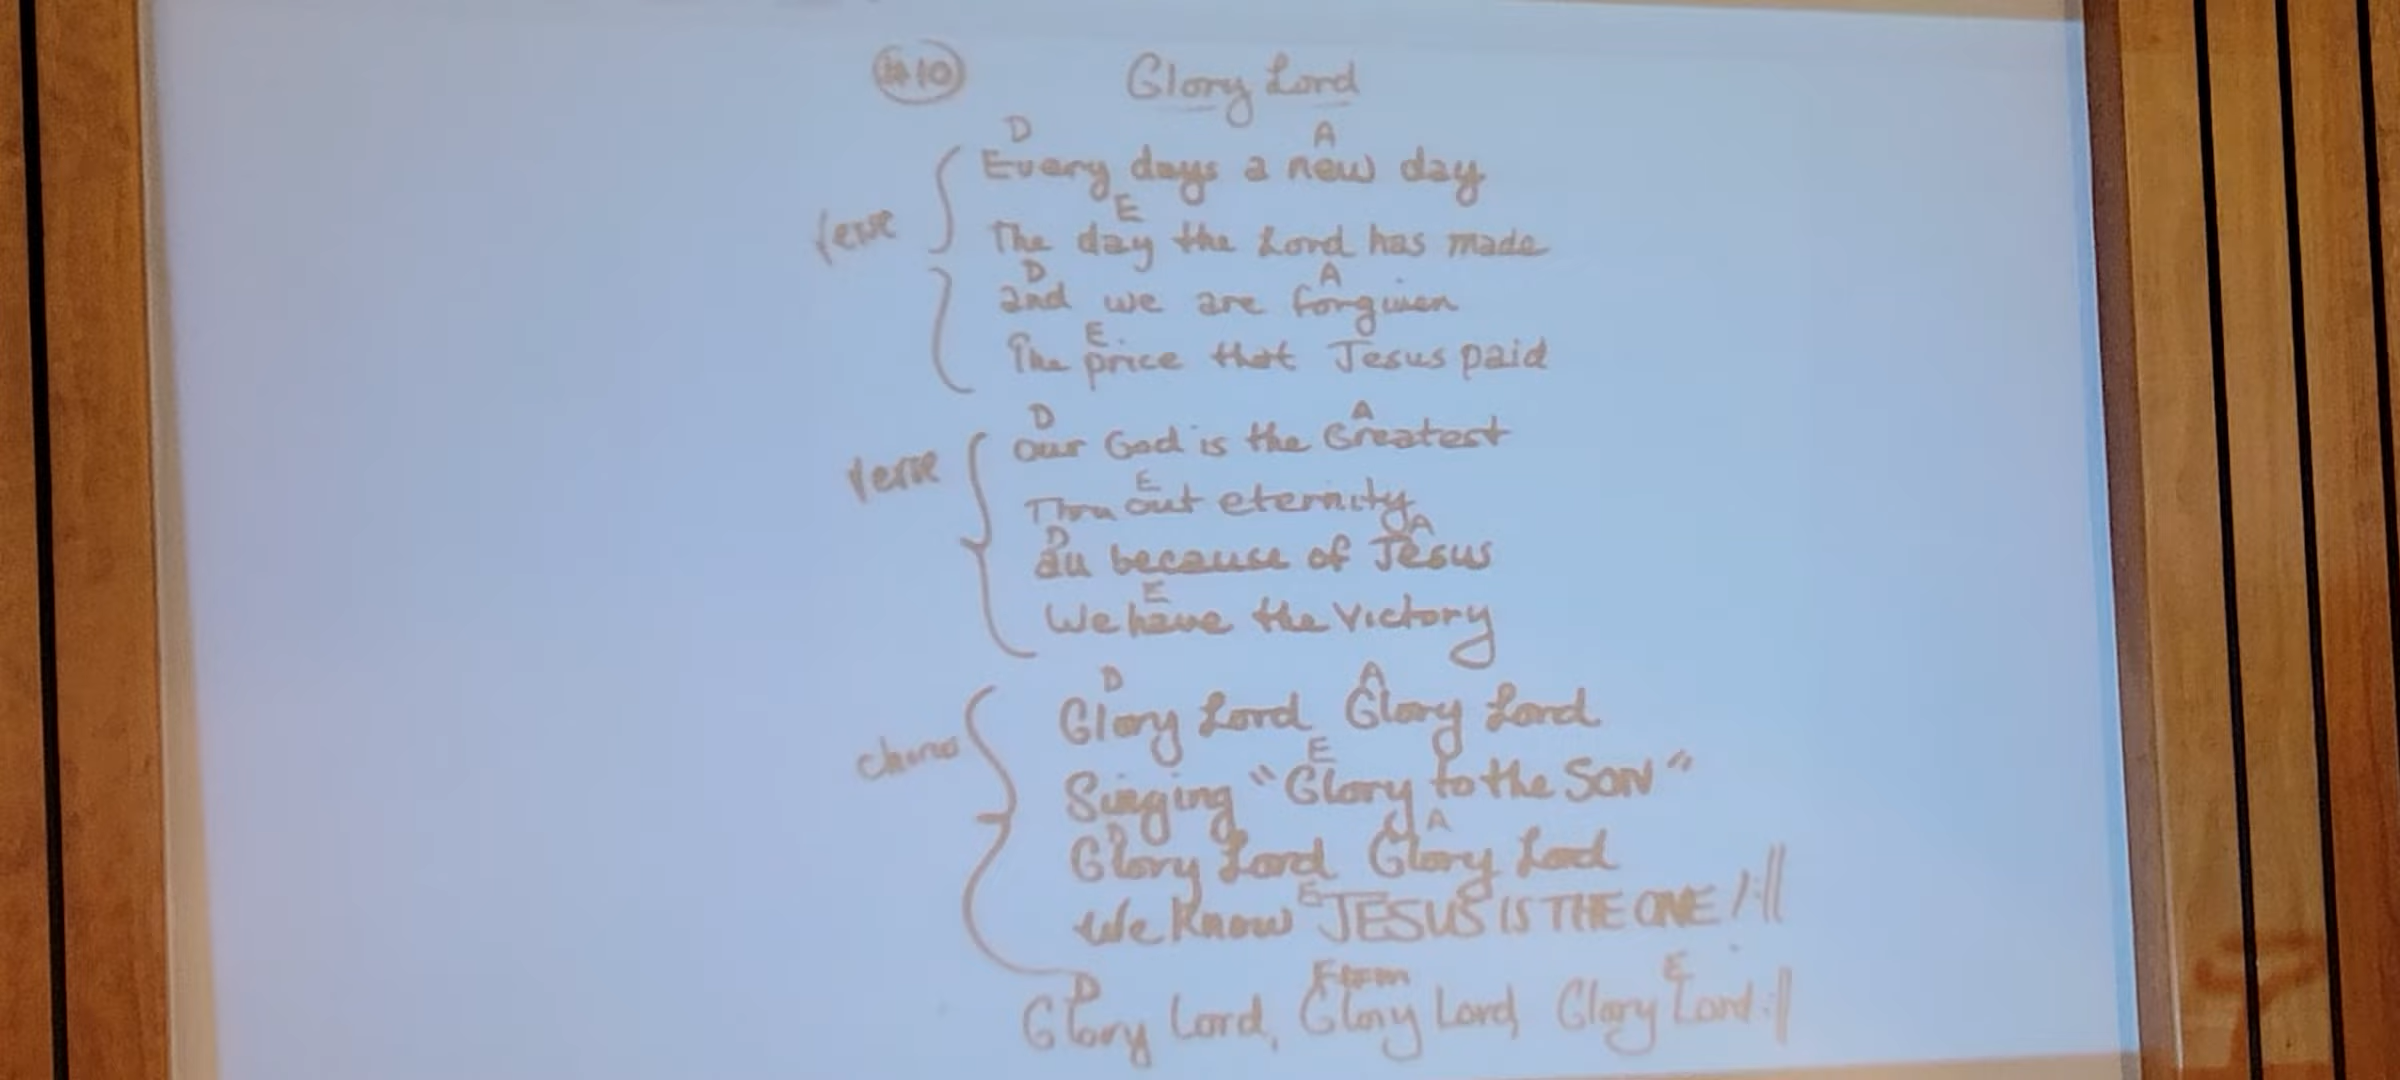 #10 Glory Lord
D A
Every days a new day
E
verse The day the Lord has made
D A
and we are forgiven
E
The price that Jesus paid
D A
Our God is the Greatest
verse
E
Thru out eternity
D A
all because of Jesus
E
We have the Victory
D A
Glory Lord Glory Lord
chorus
E
Singing "Glory to the SON"
D A
Glory Lord Glory Lord
E
We Know JESUS IS THE ONE !:||
D E
Glory Lord, Glory Lord, Glory Lord:||